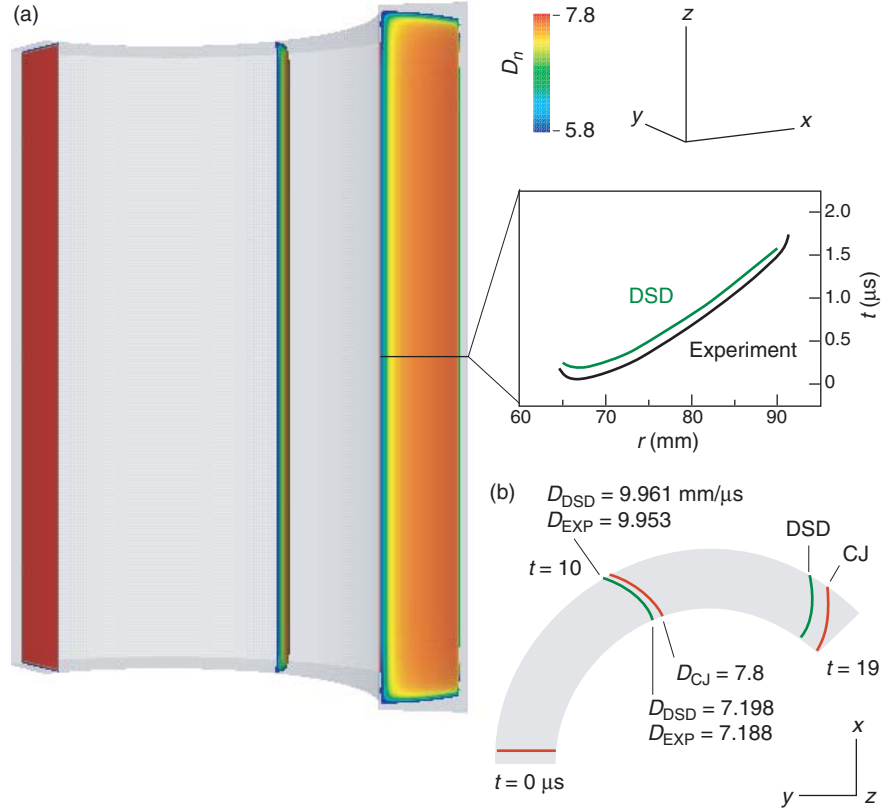 (a)
D_n
7.8
5.8
z
y
x
2.0
1.5
1.0
0.5
0
t (μs)
DSD
Experiment
60
70
80
90
r (mm)
(b)
D_DSD = 9.961 mm/μs
D_EXP = 9.953
DSD
CJ
t = 10
D_CJ = 7.8
t = 19
D_DSD = 7.198
D_EXP = 7.188
t = 0 μs
x
y
z